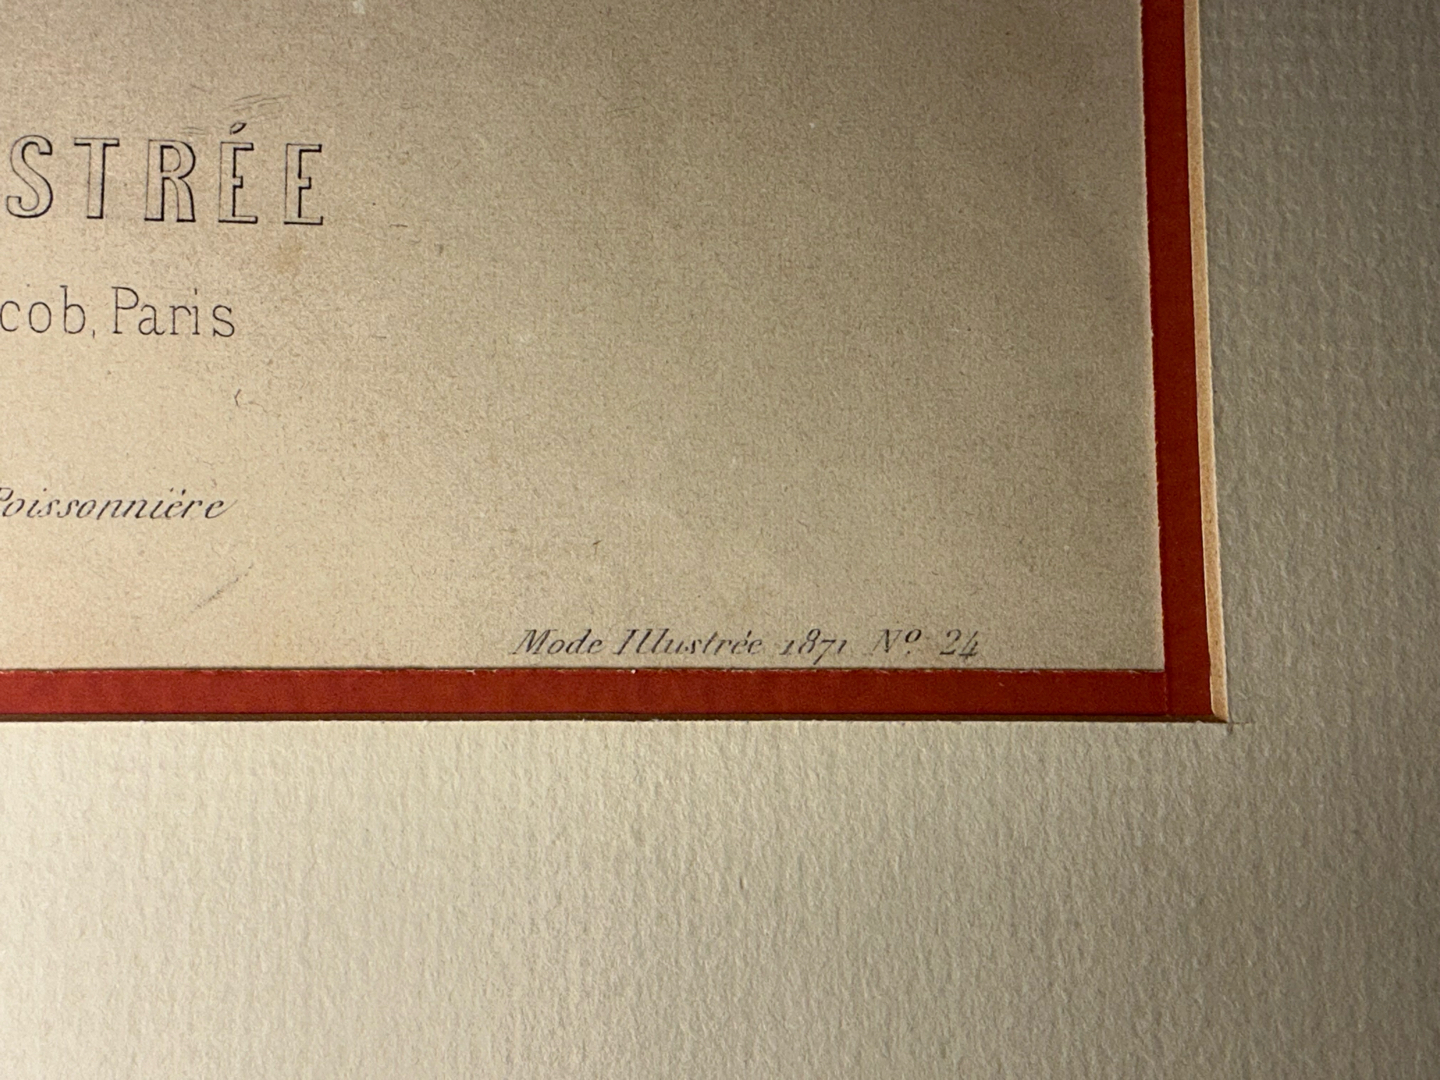 STRÉE
cob, Paris
Poissonnière
Mode Illustrée 1871 Nº 24